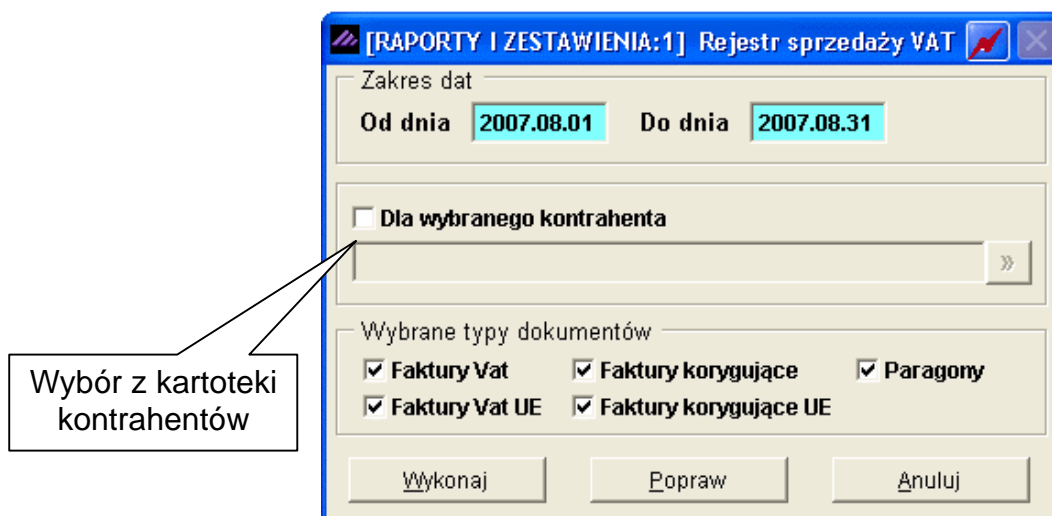 [RAPORTY I ZESTAWIENIA:1] Rejestr sprzedaży VAT
Zakres dat
Od dnia 2007.08.01 Do dnia 2007.08.31
Dla wybranego kontrahenta
»
Wybrane typy dokumentów
Faktury Vat Faktury korygujące Paragony
Faktury Vat UE Faktury korygujące UE
Wykonaj Popraw Anuluj
Wybór z kartoteki
kontrahentów